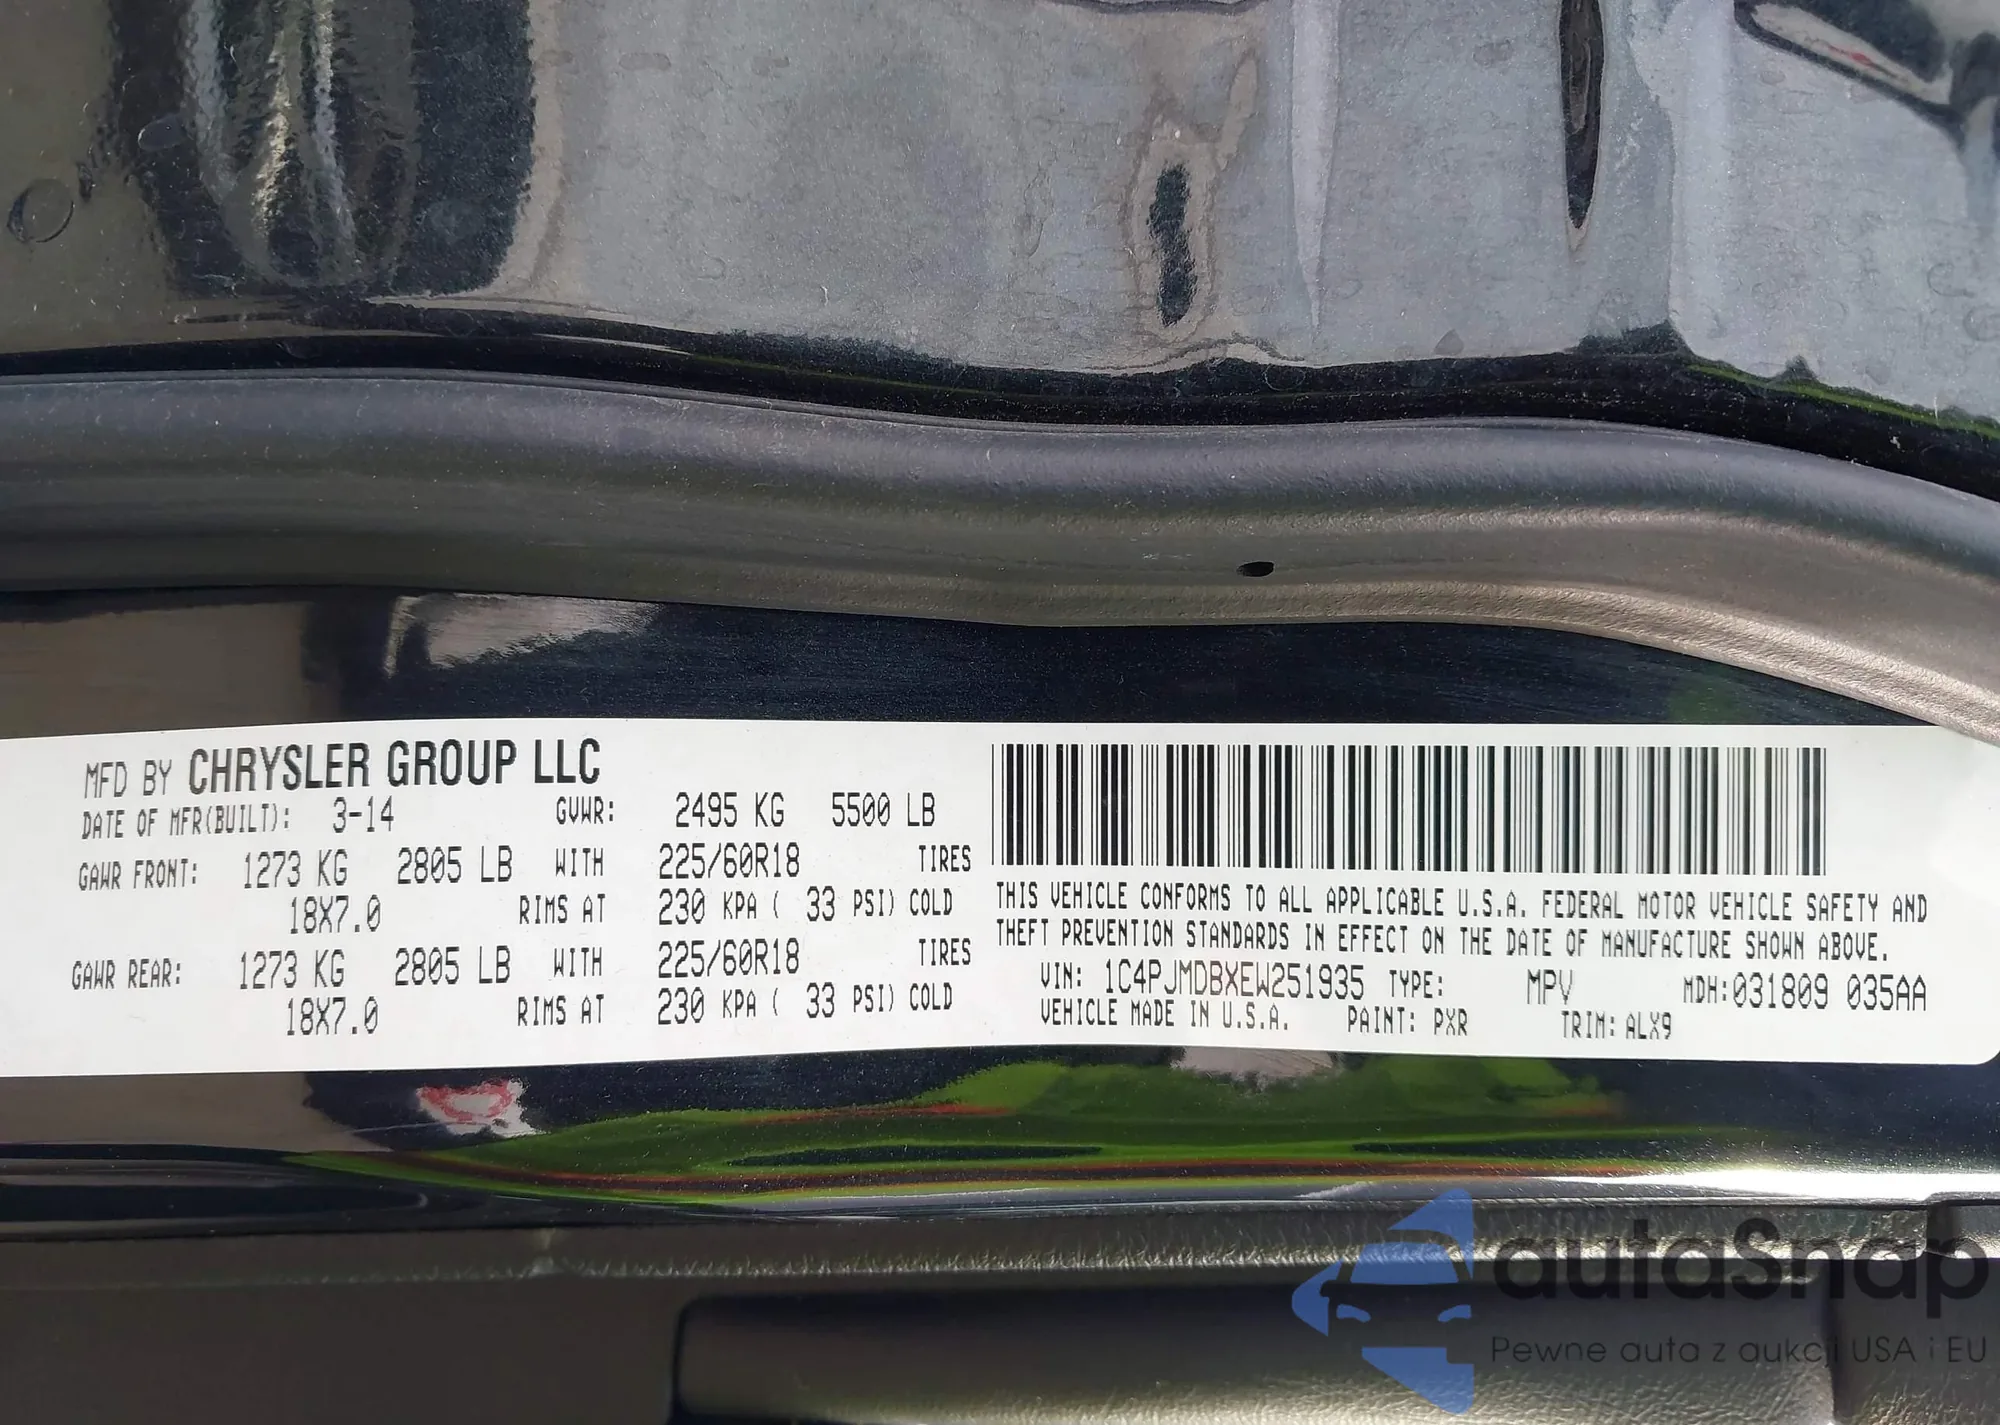 MFD BY CHRYSLER GROUP LLC
DATE OF MFR(BUILT): 3-14 GVWR: 2495 KG 5500 LB
GAWR FRONT: 1273 KG 2805 LB WITH 225/60R18 TIRES
18X7.0 RIMS AT 230 KPA ( 33 PSI) COLD
GAWR REAR: 1273 KG 2805 LB WITH 225/60R18 TIRES
18X7.0 RIMS AT 230 KPA ( 33 PSI) COLD
THIS VEHICLE CONFORMS TO ALL APPLICABLE U.S.A. FEDERAL MOTOR VEHICLE SAFETY AND
THEFT PREVENTION STANDARDS IN EFFECT ON THE DATE OF MANUFACTURE SHOWN ABOVE.
VIN: 1C4PJMDBXEW251935 TYPE: MPV MDH:031809 035AA
VEHICLE MADE IN U.S.A. PAINT: PXR TRIM: ALX9
autaSnap
Pewne auta z aukcji USA i EU